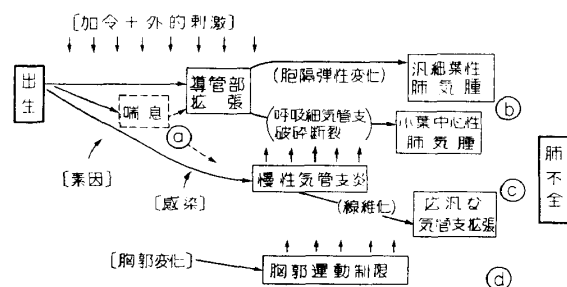 [加令+外的刺激]
出生
導管部
拡張
(胞隔弾性変化)
汎細葉性
肺気腫
ⓑ
喘息
ⓐ
(呼吸細気管支
破砕断裂)
小葉中心性
肺気腫
肺不全
[素因]
[感染]
慢性気管支炎
ⓒ
(線維化)
広汎な
気管支拡張
[胸郭変化]
胸郭運動制限
ⓓ